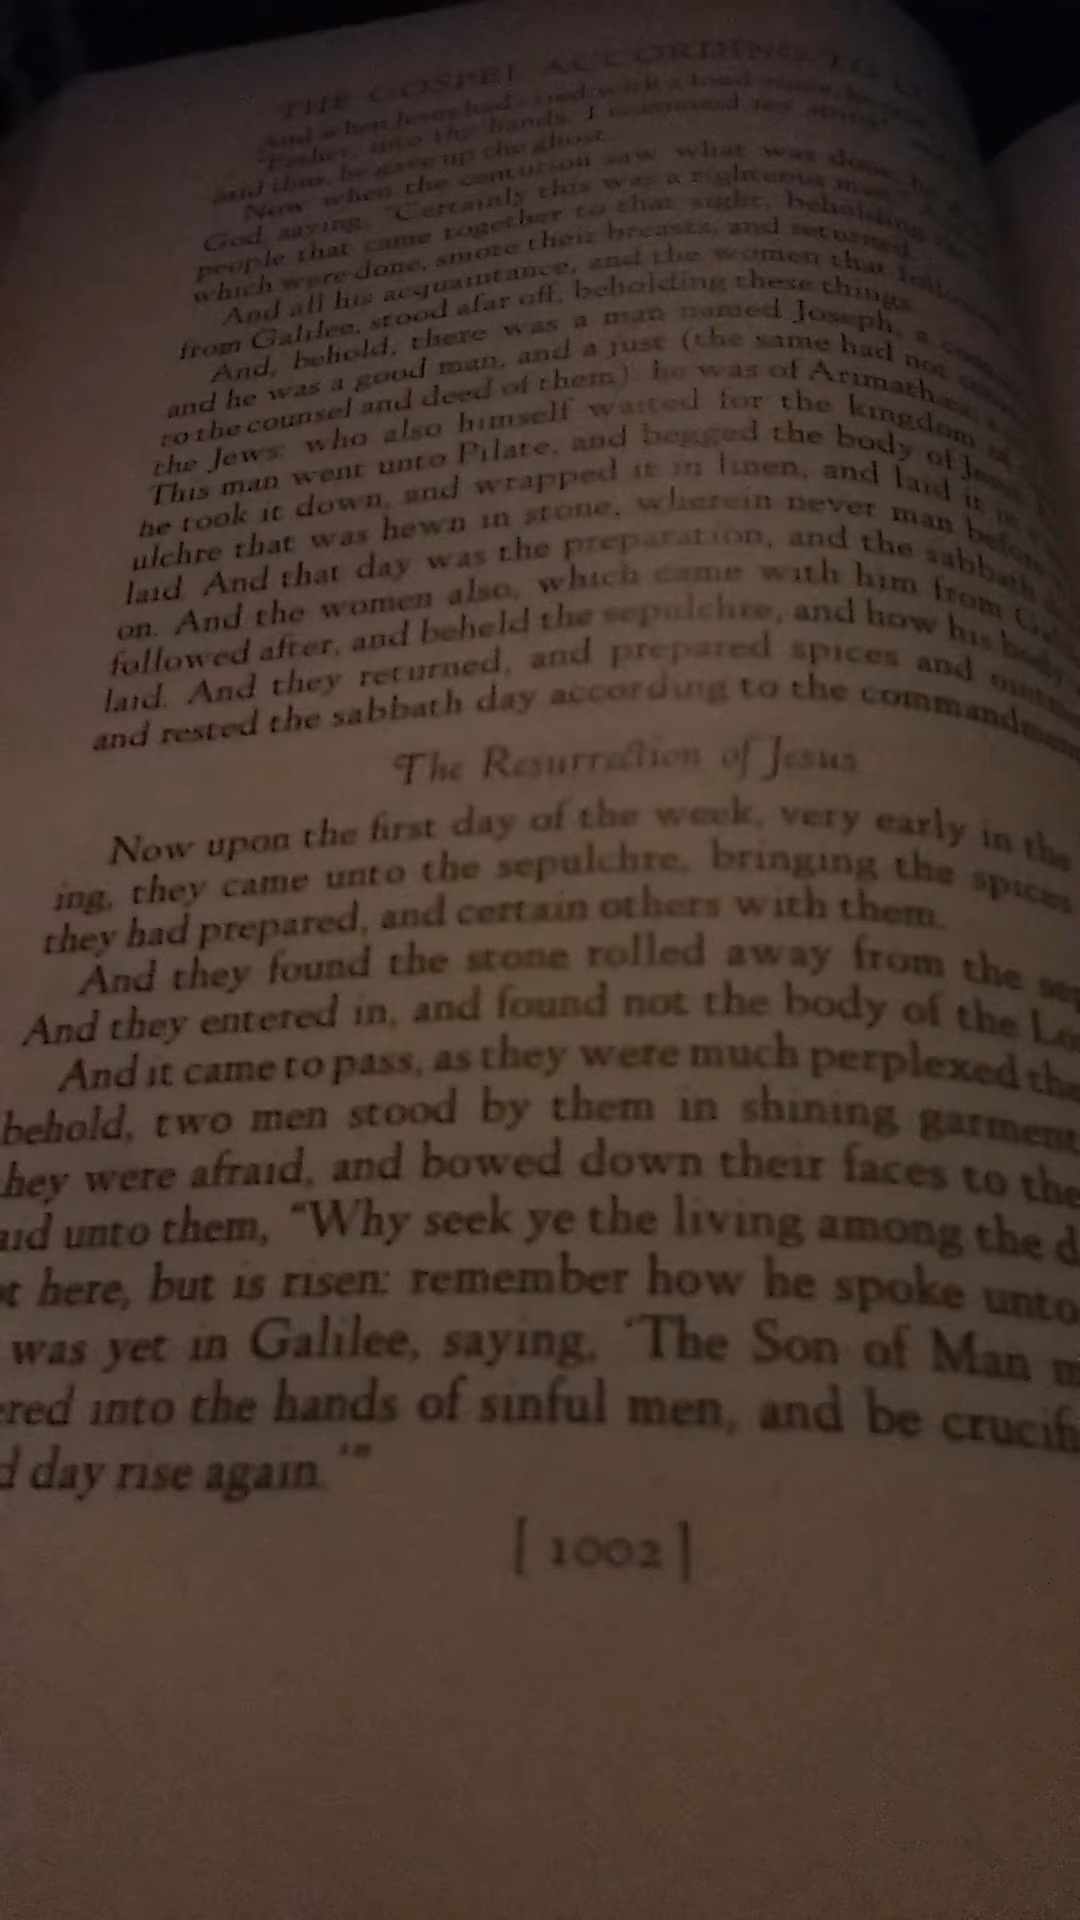 THE GOSPEL ACCORDING TO
And when Jesus had cried with a loud voice, he
"Father, into thy hands I commend my spirit"
said thus, he gave up the ghost.
Now when the centurion saw what was done, he
God, saying, "Certainly this was a righteous man."
people that came together to that sight, beholding the
which were done, smote their breasts, and returned.
And all his acquaintance, and the women that follow
from Galilee, stood afar off, beholding these things.
And, behold, there was a man named Joseph, a
and he was a good man, and a just (the same had not
to the counsel and deed of them) he was of Arimathæa, a
the Jews: who also himself waited for the kingdom of
This man went unto Pilate, and begged the body of Jesus
he took it down, and wrapped it in linen, and laid it in
ulchre that was hewn in stone, wherein never man before
laid. And that day was the preparation, and the sabbath
on. And the women also, which came with him from Gal
followed after, and beheld the sepulchre, and how his body
laid. And they returned, and prepared spices and ointm
and rested the sabbath day according to the commandmen
The Resurrection of Jesus
Now upon the first day of the week, very early in the
ing, they came unto the sepulchre, bringing the spices
they had prepared, and certain others with them.
And they found the stone rolled away from the sep
And they entered in, and found not the body of the Lo
And it came to pass, as they were much perplexed the
behold, two men stood by them in shining garment
hey were afraid, and bowed down their faces to the
aid unto them, "Why seek ye the living among the d
ot here, but is risen: remember how he spoke unto
was yet in Galilee, saying, 'The Son of Man m
ered into the hands of sinful men, and be crucifi
d day rise again.'"
[ 1002 ]